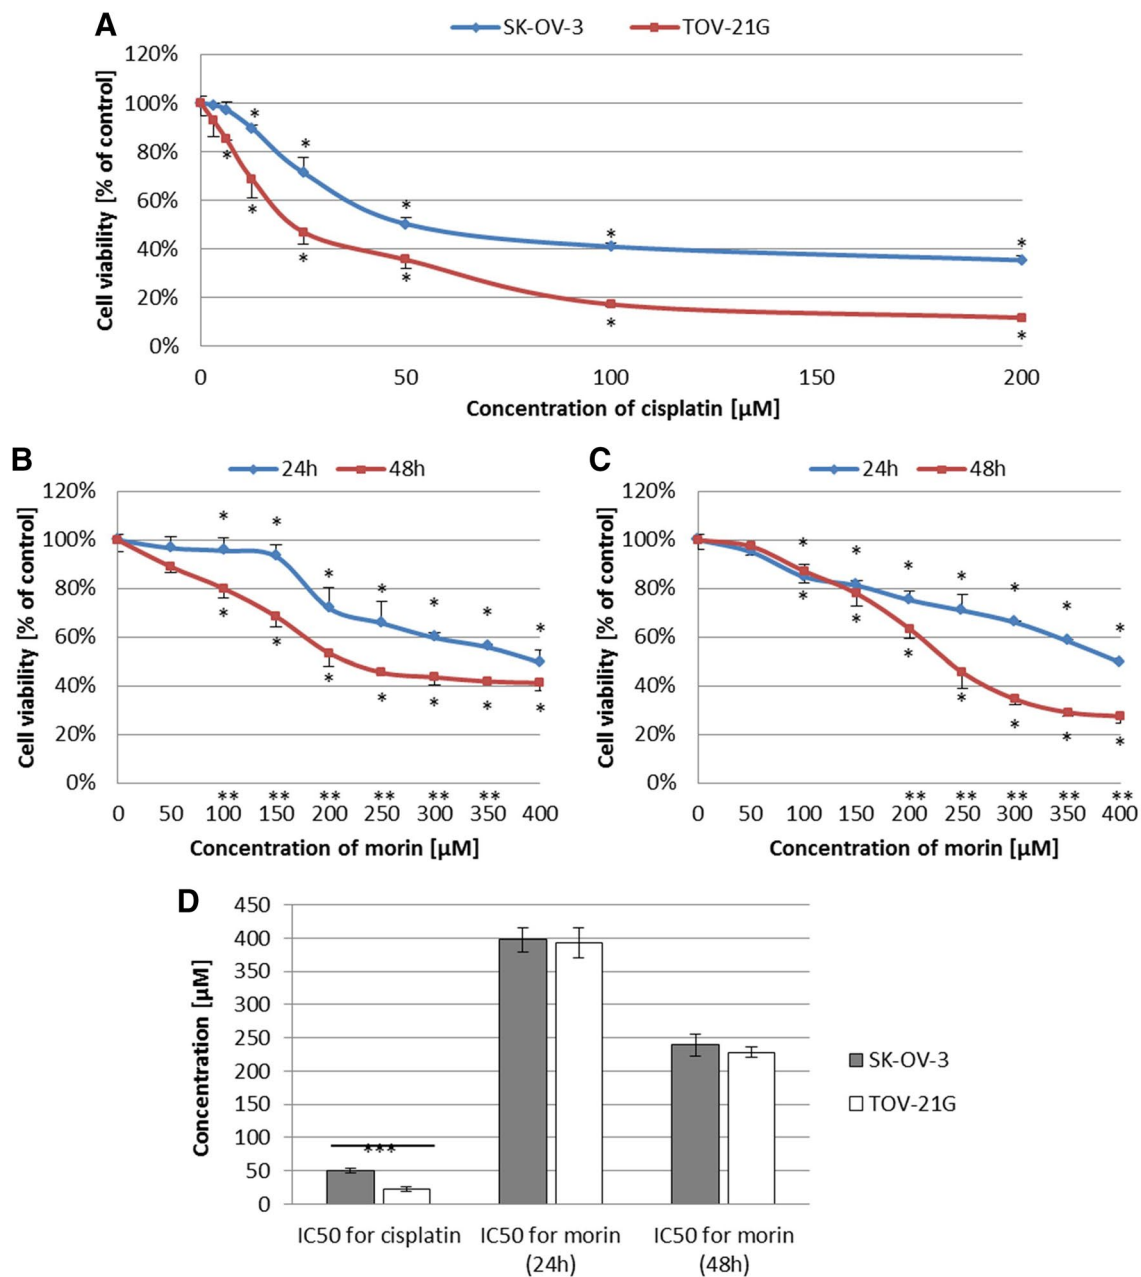 A
SK-OV-3 TOV-21G
120%
100%
80%
60%
40%
20%
0%
Cell viability [% of control]
* * * * * *
* * * * * *
0 50 100 150 200
Concentration of cisplatin [µM]
B
24h 48h
120%
100%
80%
60%
40%
20%
0%
Cell viability [% of control]
* * * * * * *
* * * * * * *
** ** ** ** ** **
0 50 100 150 200 250 300 350 400
Concentration of morin [µM]
C
24h 48h
120%
100%
80%
60%
40%
20%
0%
Cell viability [% of control]
* * * * * * *
* * * * * * *
** ** ** ** **
0 50 100 150 200 250 300 350 400
Concentration of morin [µM]
D
450
400
350
300
250
200
150
100
50
0
Concentration [µM]
***
IC50 for cisplatin
IC50 for morin
(24h)
IC50 for morin
(48h)
SK-OV-3
TOV-21G